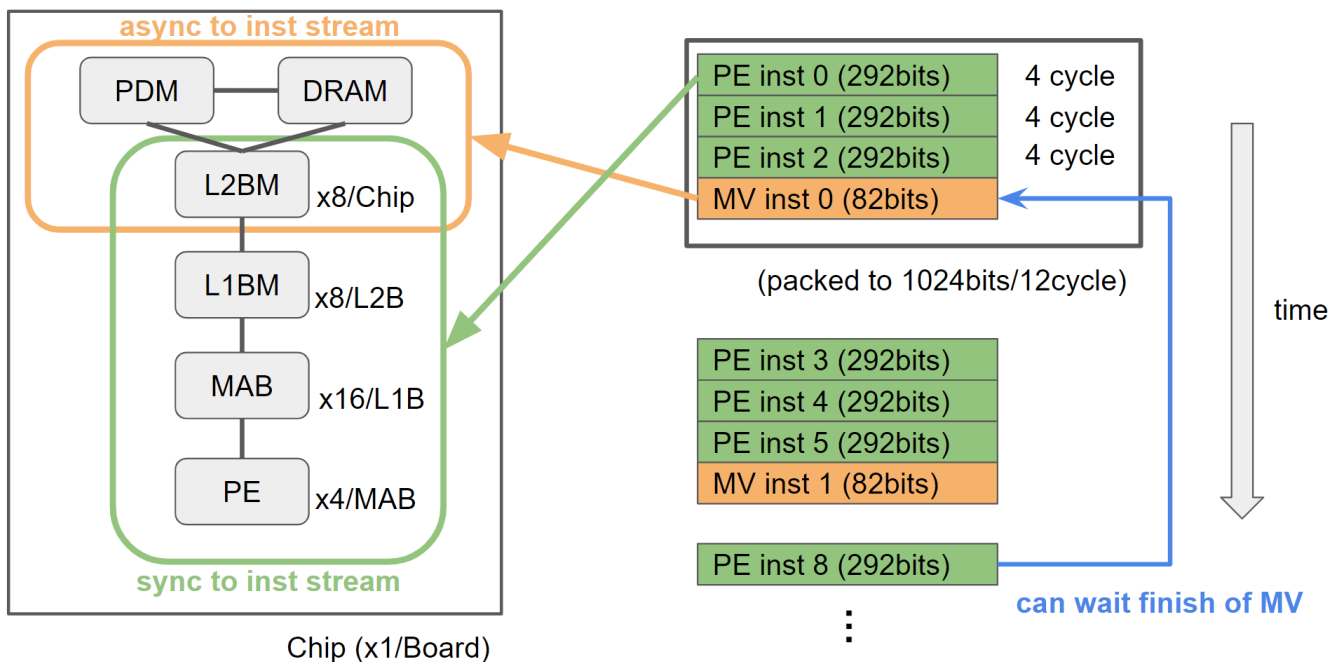 async to inst stream
PDM
DRAM
L2BM
x8/Chip
L1BM
x8/L2B
MAB
x16/L1B
PE
x4/MAB
sync to inst stream
Chip (x1/Board)
PE inst 0 (292bits)
4 cycle
PE inst 1 (292bits)
4 cycle
PE inst 2 (292bits)
4 cycle
MV inst 0 (82bits)
(packed to 1024bits/12cycle)
PE inst 3 (292bits)
PE inst 4 (292bits)
PE inst 5 (292bits)
MV inst 1 (82bits)
PE inst 8 (292bits)
can wait finish of MV
⋮
time